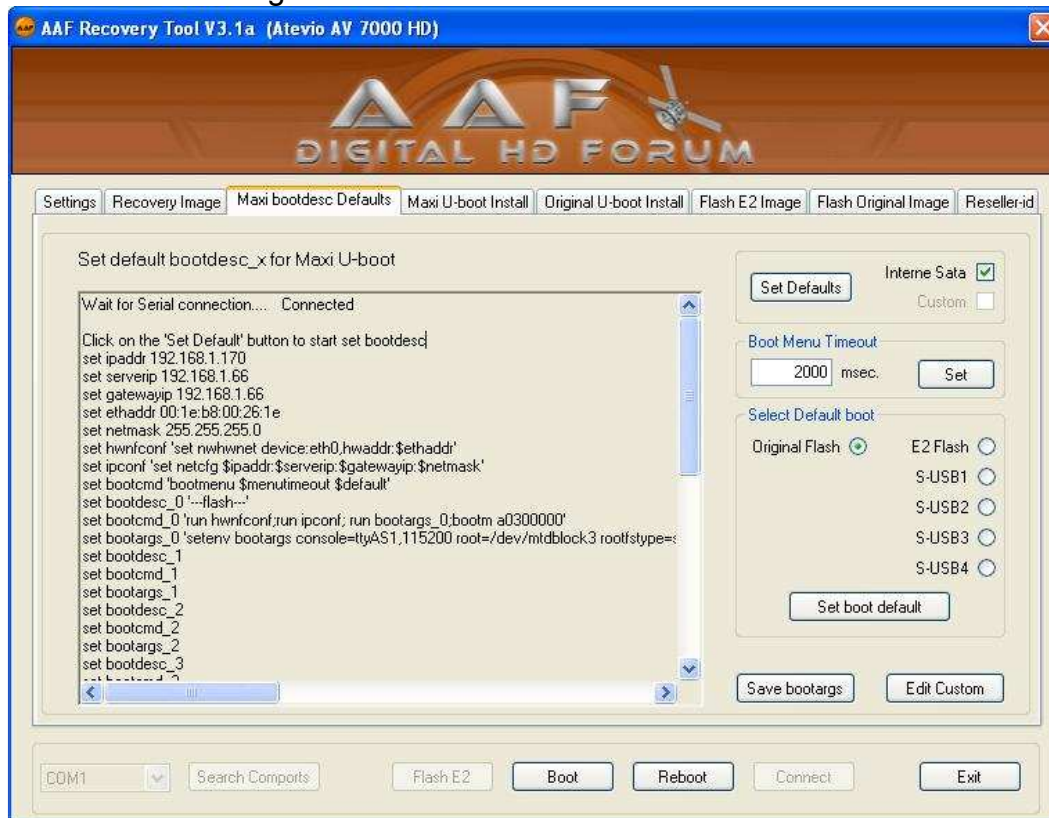 AAF Recovery Tool V3.1a (Atevio AV 7000 HD)
AAF
DIGITAL HD FORUM
Settings Recovery Image Maxi bootdesc Defaults Maxi U-boot Install Original U-boot Install Flash E2 Image Flash Original Image Reseller-id
Set default bootdesc_x for Maxi U-boot
Wait for Serial connection.... Connected
Click on the 'Set Default' button to start set bootdesc
set ipaddr 192.168.1.170
set serverip 192.168.1.66
set gatewayip 192.168.1.66
set ethaddr 00:1e:b8:00:26:1e
set netmask 255.255.255.0
set hwnfconf 'set nwhwnet device:eth0,hwaddr:$ethaddr'
set ipconf 'set netcfg $ipaddr:$serverip:$gatewayip:$netmask'
set bootcmd 'bootmenu $menutimeout $default'
set bootdesc_0 '---flash---'
set bootcmd_0 'run hwnfconf;run ipconf; run bootargs_0;bootm a0300000'
set bootargs_0 'setenv bootargs console=ttyAS1,115200 root=/dev/mtdblock3 rootfstype=s
set bootdesc_1
set bootcmd_1
set bootargs_1
set bootdesc_2
set bootcmd_2
set bootargs_2
set bootdesc_3
Set Defaults
Interne Sata
Custom
Boot Menu Timeout
2000 msec. Set
Select Default boot
Original Flash E2 Flash
S-USB1
S-USB2
S-USB3
S-USB4
Set boot default
Save bootargs Edit Custom
COM1 Search Comports Flash E2 Boot Reboot Connect Exit